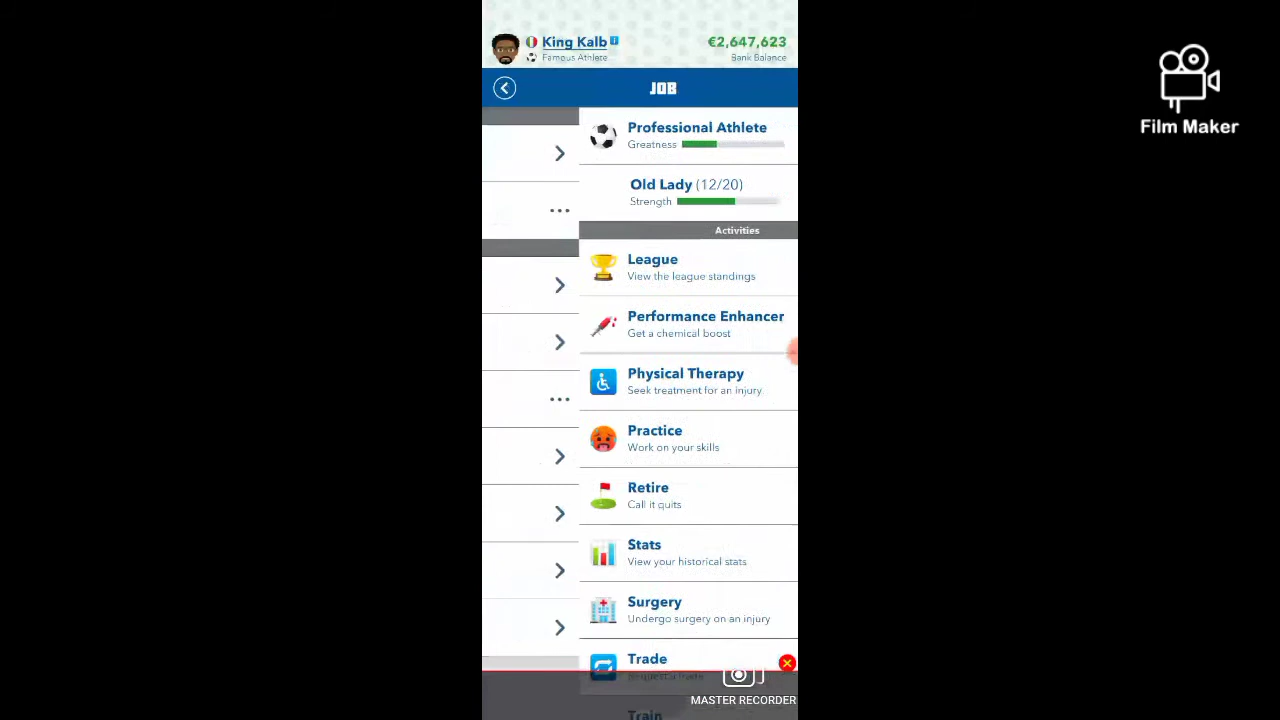 King Kalb
Famous Athlete
€2,647,623
Bank Balance
JOB
Professional Athlete
Greatness
Old Lady (12/20)
Strength
Activities
League
View the league standings
Performance Enhancer
Get a chemical boost
Physical Therapy
Seek treatment for an injury
Practice
Work on your skills
Retire
Call it quits
Stats
View your historical stats
Surgery
Undergo surgery on an injury
Trade
Request a trade
Train
MASTER RECORDER
Film Maker